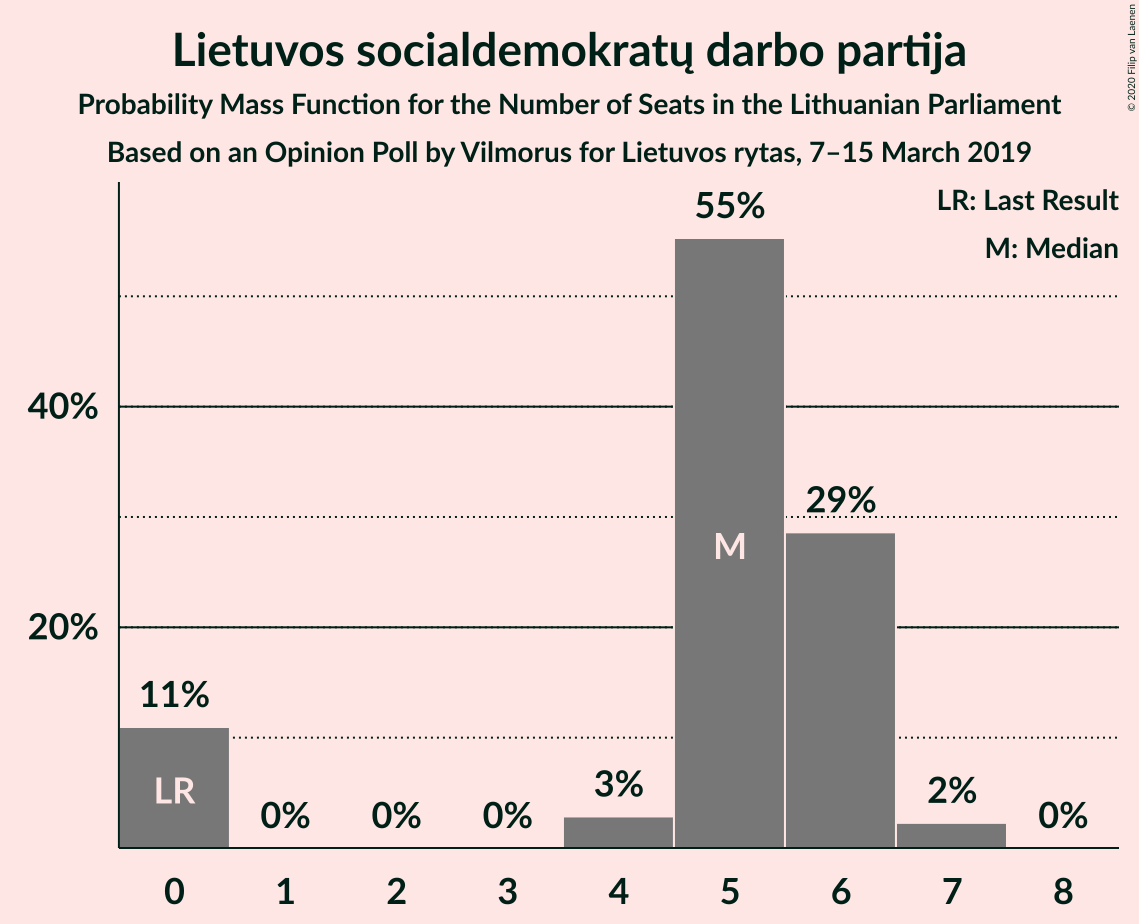 Lietuvos socialdemokratų darbo partija
Probability Mass Function for the Number of Seats in the Lithuanian Parliament
Based on an Opinion Poll by Vilmorus for Lietuvos rytas, 7–15 March 2019
© 2020 Filip van Laenen
LR: Last Result
M: Median
55%
40%
29%
M
20%
11%
LR
0%
0%
0%
3%
2%
0%
0 1 2 3 4 5 6 7 8